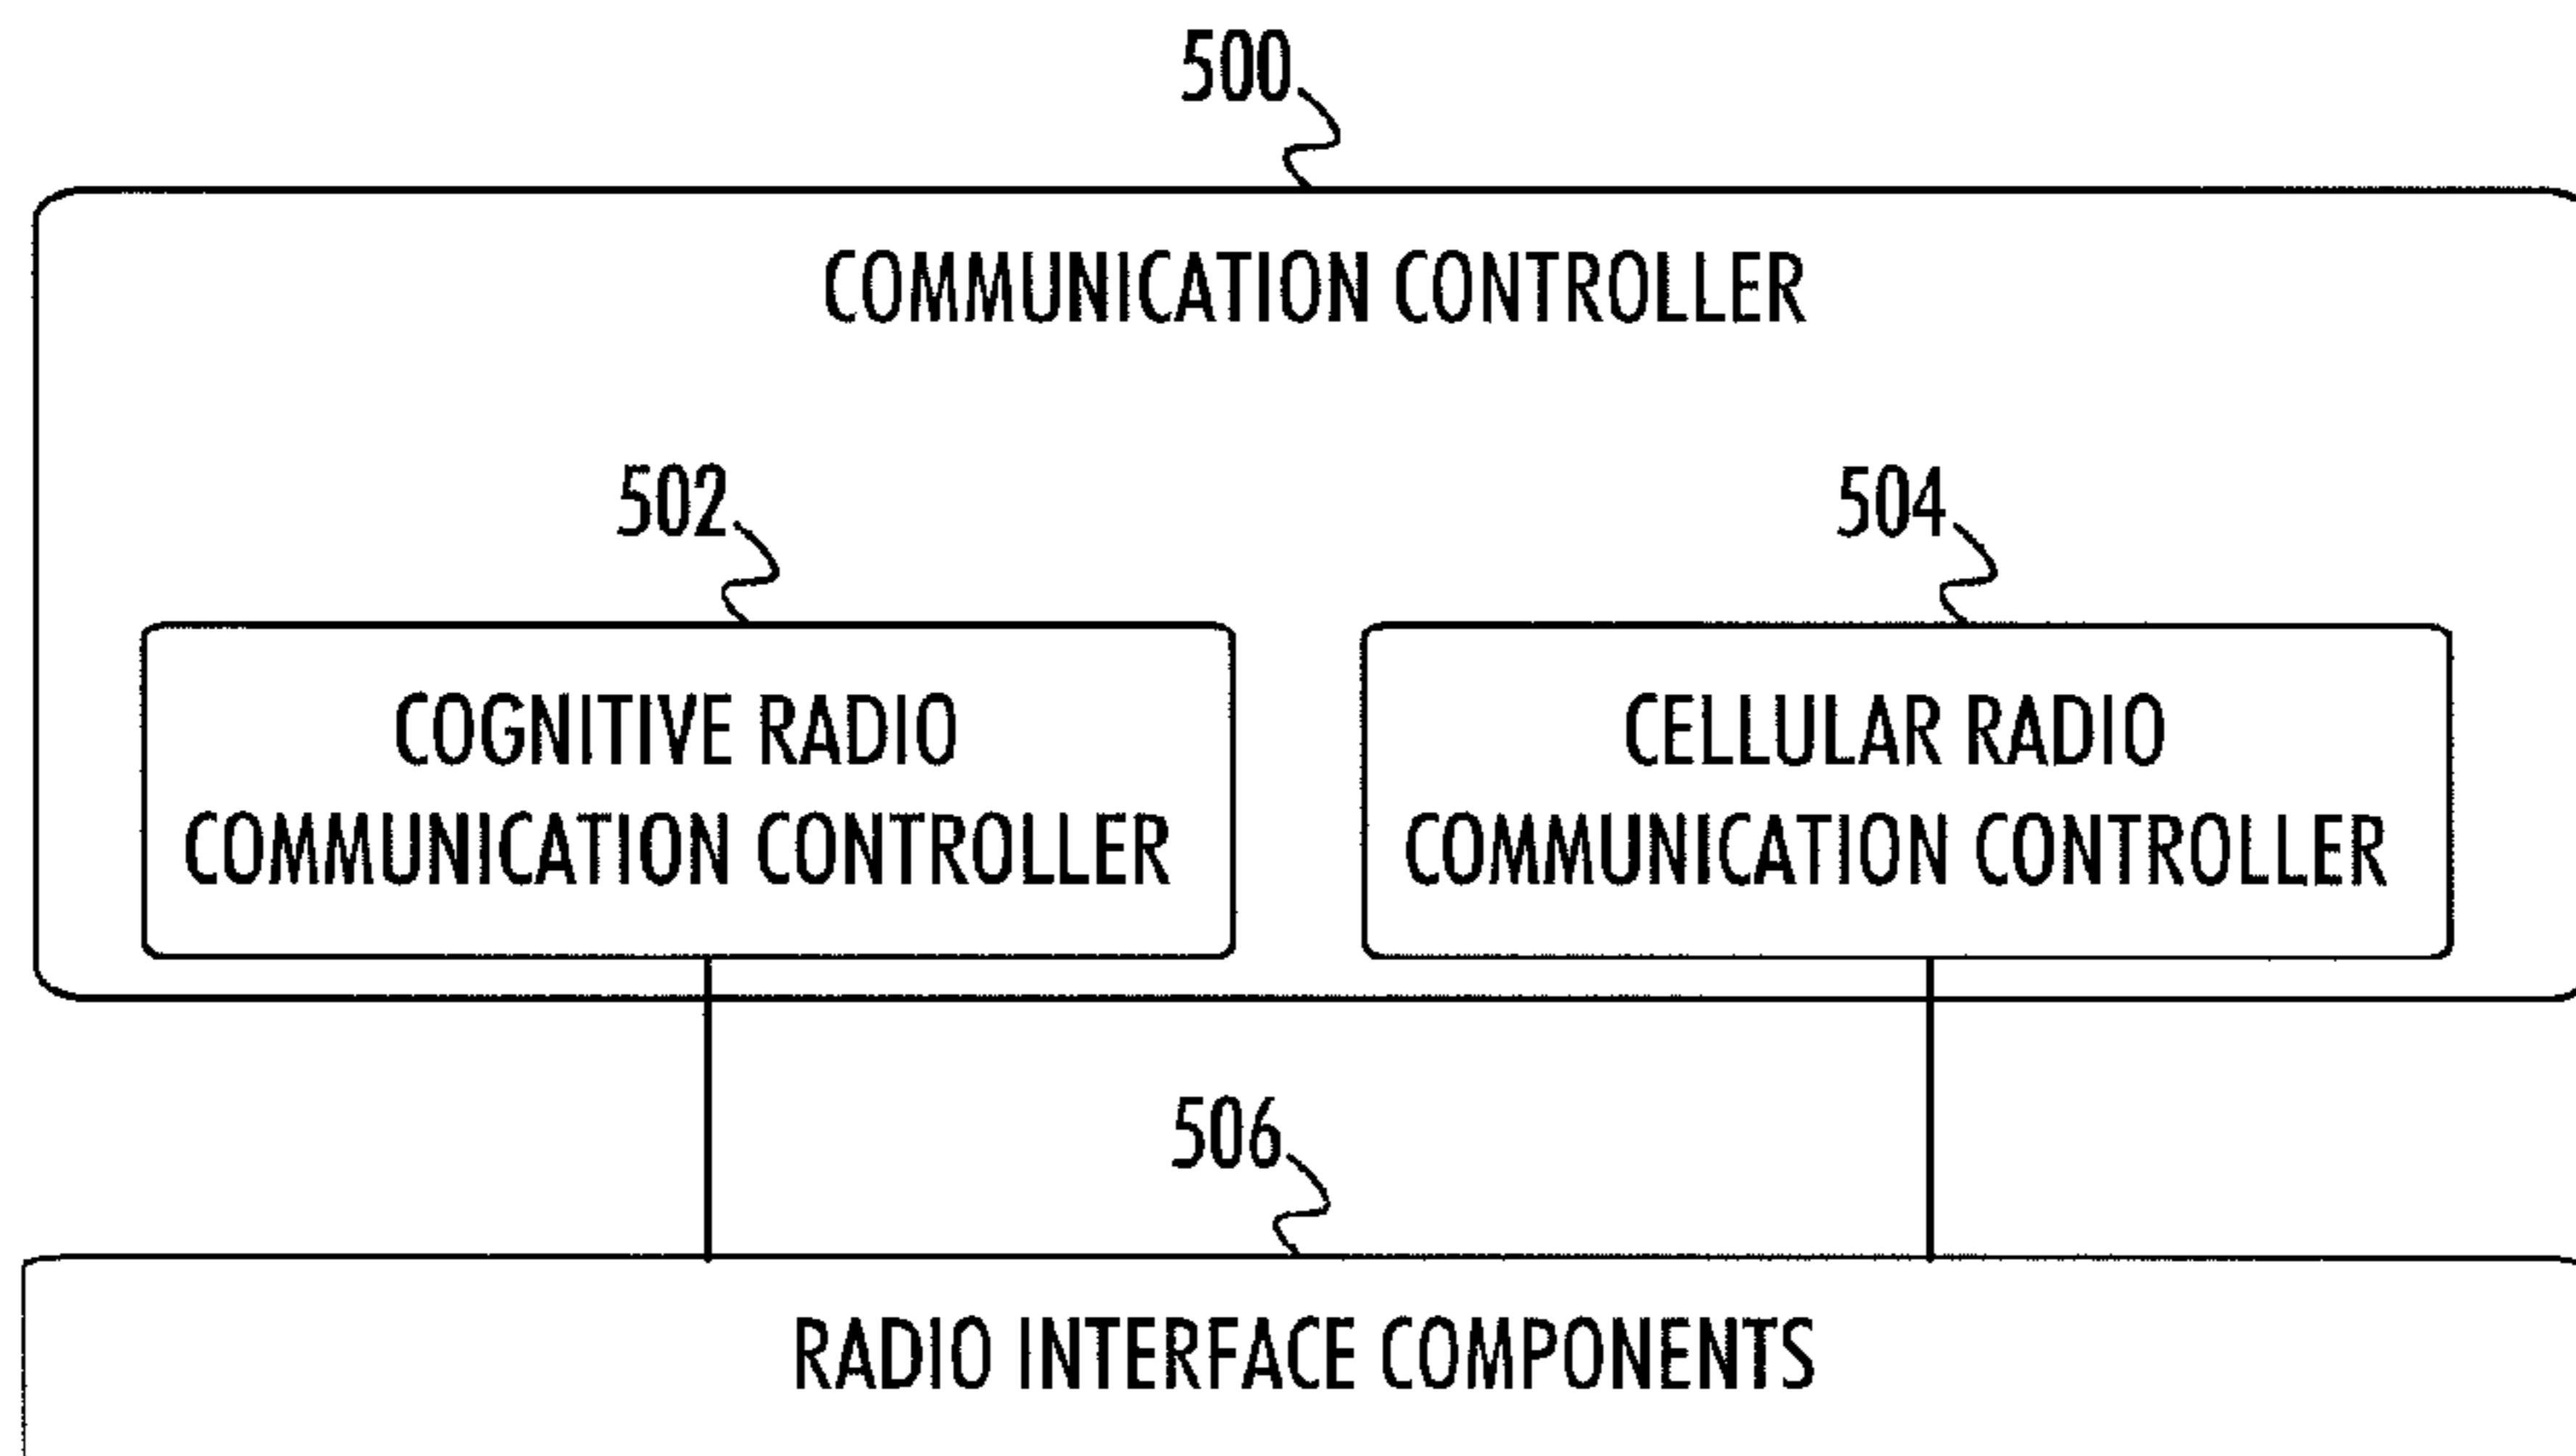 500
COMMUNICATION CONTROLLER
502
504
COGNITIVE RADIO
COMMUNICATION CONTROLLER
CELLULAR RADIO
COMMUNICATION CONTROLLER
506
RADIO INTERFACE COMPONENTS